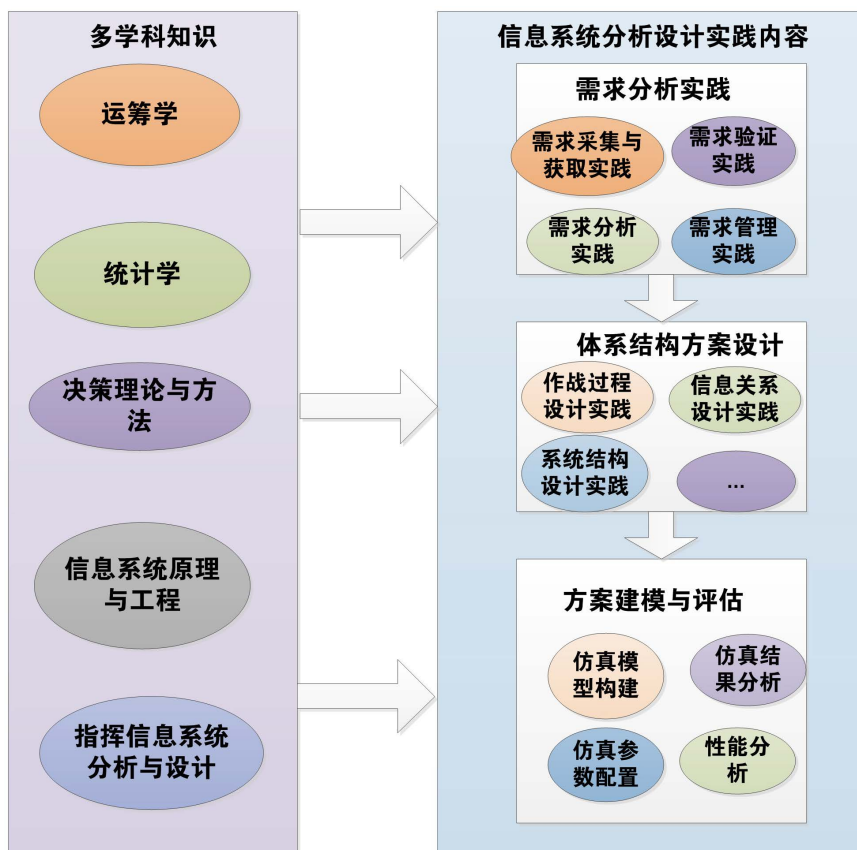 多学科知识
运筹学
统计学
决策理论与方
法
信息系统原理
与工程
指挥信息系统
分析与设计
信息系统分析设计实践内容
需求分析实践
需求采集与
获取实践
需求验证
实践
需求分析
实践
需求管理
实践
体系结构方案设计
作战过程
设计实践
信息关系
设计实践
系统结构
设计实践
...
方案建模与评估
仿真模
型构建
仿真结
果分析
仿真参
数配置
性能分
析